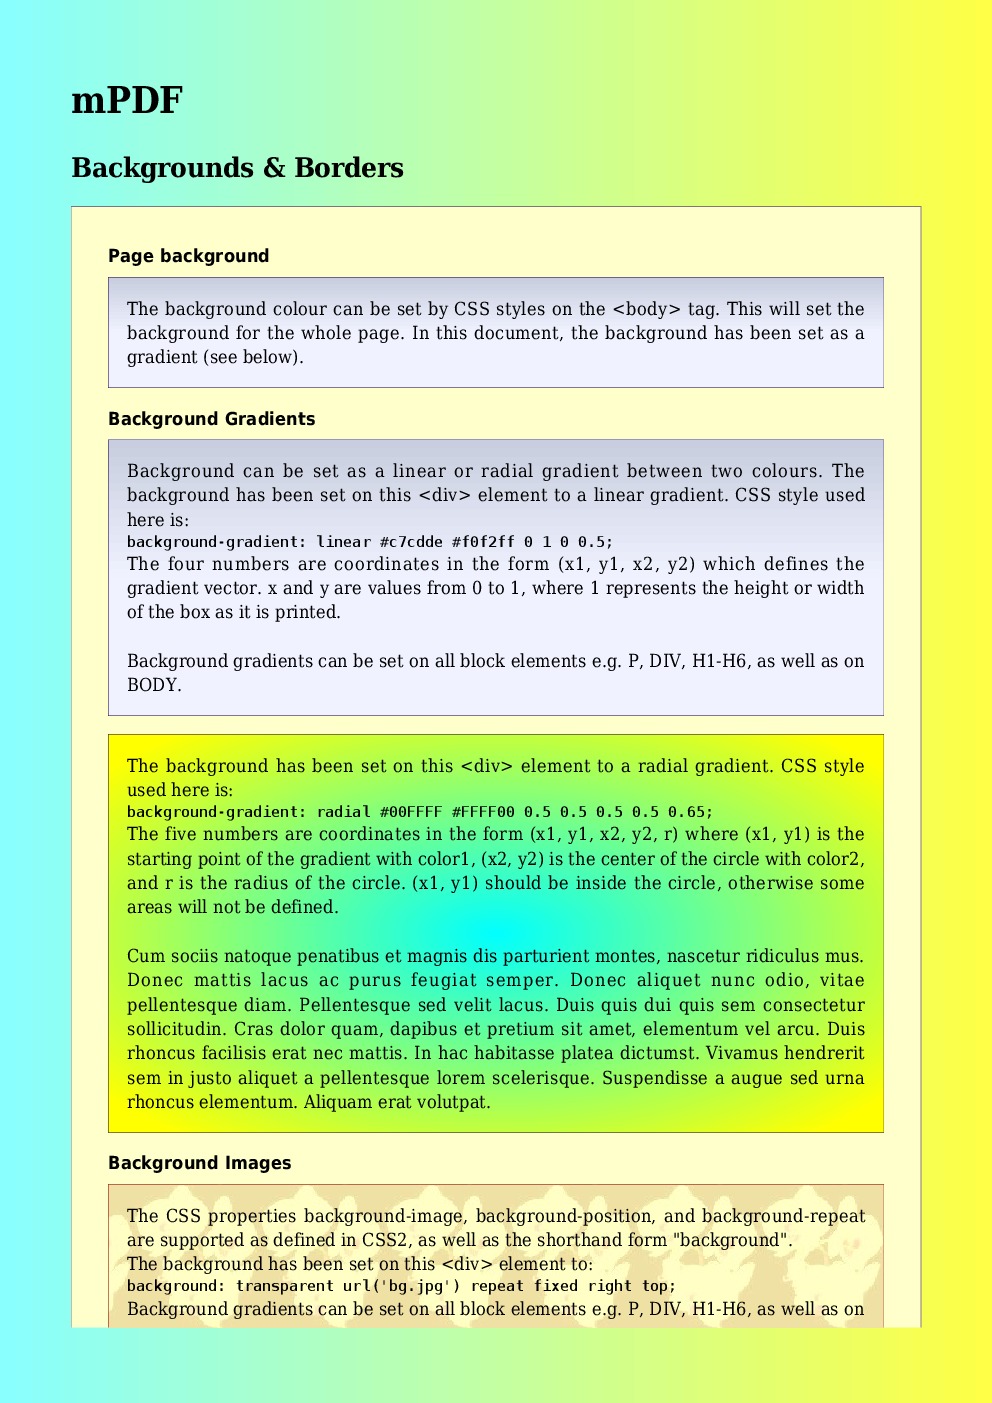 mPDF
Backgrounds & Borders
Page background
The background colour can be set by CSS styles on the <body> tag. This will set the
background for the whole page. In this document, the background has been set as a
gradient (see below).
Background Gradients
Background can be set as a linear or radial gradient between two colours. The
background has been set on this <div> element to a linear gradient. CSS style used
here is:
background-gradient: linear #c7cdde #f0f2ff 0 1 0 0.5;
The four numbers are coordinates in the form (x1, y1, x2, y2) which defines the
gradient vector. x and y are values from 0 to 1, where 1 represents the height or width
of the box as it is printed.
Background gradients can be set on all block elements e.g. P, DIV, H1-H6, as well as on
BODY.
The background has been set on this <div> element to a radial gradient. CSS style
used here is:
background-gradient: radial #00FFFF #FFFF00 0.5 0.5 0.5 0.5 0.65;
The five numbers are coordinates in the form (x1, y1, x2, y2, r) where (x1, y1) is the
starting point of the gradient with color1, (x2, y2) is the center of the circle with color2,
and r is the radius of the circle. (x1, y1) should be inside the circle, otherwise some
areas will not be defined.
Cum sociis natoque penatibus et magnis dis parturient montes, nascetur ridiculus mus.
Donec mattis lacus ac purus feugiat semper. Donec aliquet nunc odio, vitae
pellentesque diam. Pellentesque sed velit lacus. Duis quis dui quis sem consectetur
sollicitudin. Cras dolor quam, dapibus et pretium sit amet, elementum vel arcu. Duis
rhoncus facilisis erat nec mattis. In hac habitasse platea dictumst. Vivamus hendrerit
sem in justo aliquet a pellentesque lorem scelerisque. Suspendisse a augue sed urna
rhoncus elementum. Aliquam erat volutpat.
Background Images
The CSS properties background-image, background-position, and background-repeat
are supported as defined in CSS2, as well as the shorthand form "background".
The background has been set on this <div> element to:
background: transparent url('bg.jpg') repeat fixed right top;
Background gradients can be set on all block elements e.g. P, DIV, H1-H6, as well as on